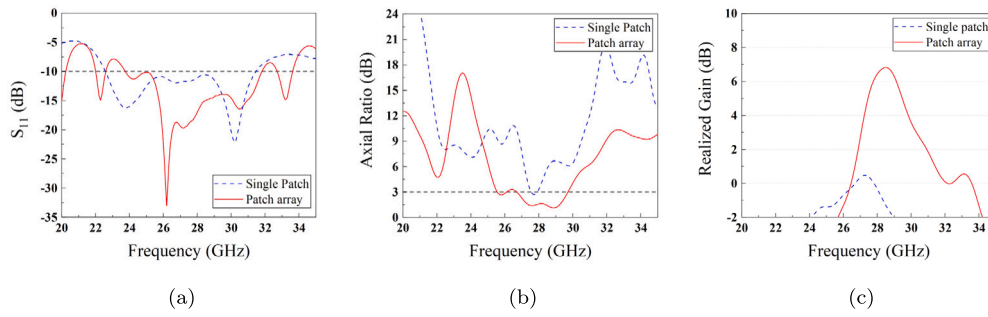 0
-5
-10
-15
-20
-25
-30
-35
S11 (dB)
Single Patch
Patch array
20 22 24 26 28 30 32 34
Frequency (GHz)
(a)
24
21
18
15
12
9
6
3
0
Axial Ratio (dB)
Single Patch
Patch array
20 22 24 26 28 30 32 34
Frequency (GHz)
(b)
10
8
6
4
2
0
-2
Realized Gain (dB)
Single patch
Patch array
20 22 24 26 28 30 32 34
Frequency (GHz)
(c)